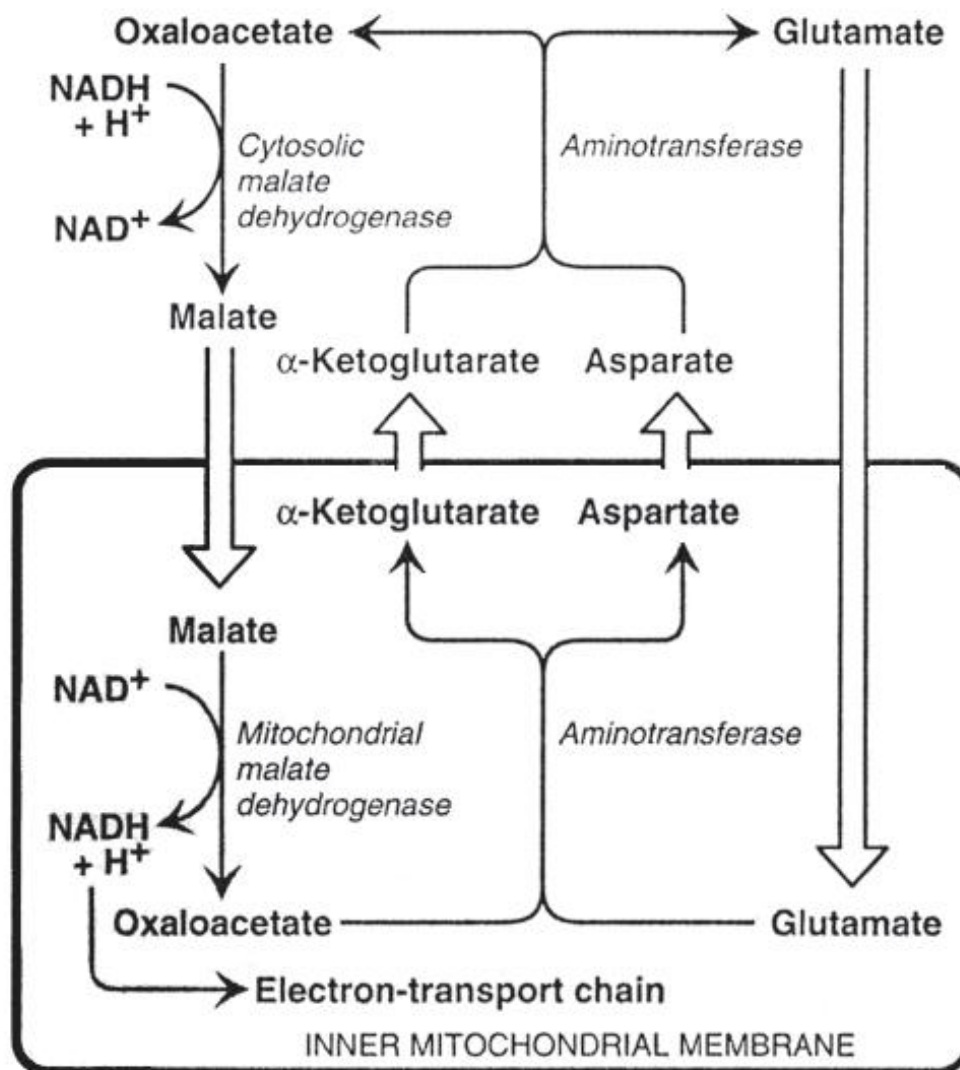 Oxaloacetate
Glutamate
NADH
+ H⁺
Cytosolic
malate
dehydrogenase
Aminotransferase
NAD⁺
Malate
α-Ketoglutarate
Asparate
α-Ketoglutarate
Aspartate
Malate
NAD⁺
Mitochondrial
malate
dehydrogenase
Aminotransferase
NADH
+ H⁺
Oxaloacetate
Glutamate
Electron-transport chain
INNER MITOCHONDRIAL MEMBRANE